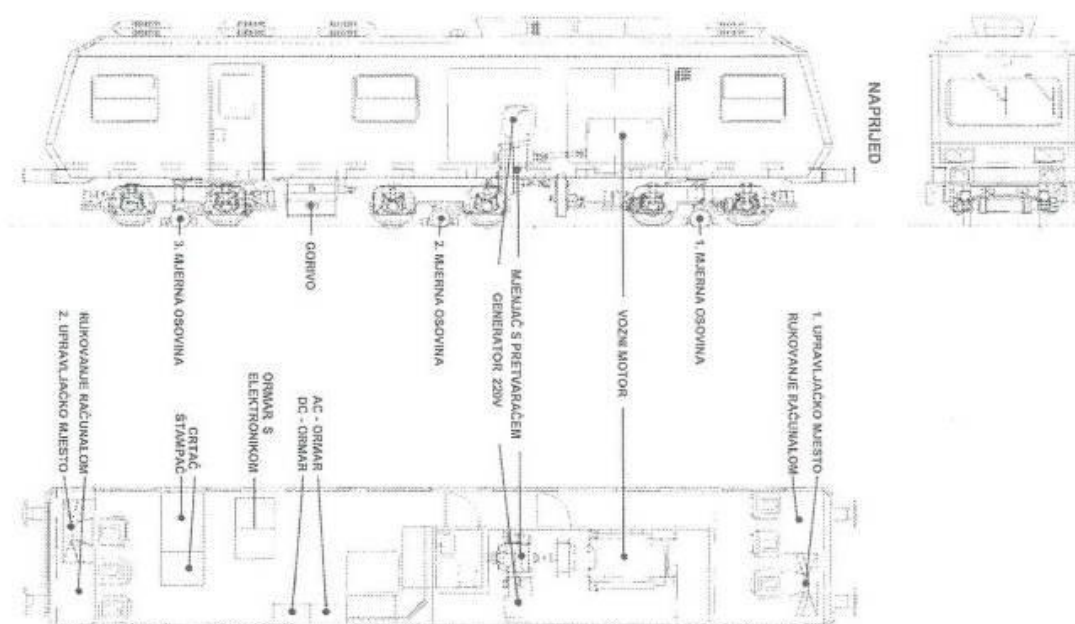 NAPRIJED
3. MJERNA OSOVINA
GORIVO
2. MJERNA OSOVINA
MJENJAČ S PRETVARAČEM
GENERATOR 220V
VOZNI MOTOR
1. MJERNA OSOVINA
1. UPRAVLJAČKO MJESTO
RUKOVANJE RAČUNALOM
RUKOVANJE RAČUNALOM
2. UPRAVLJAČKO MJESTO
CRTAČ
ŠTAMPAČ
ORMAR S
ELEKTRONIKOM
AC - ORMAR
DC - ORMAR